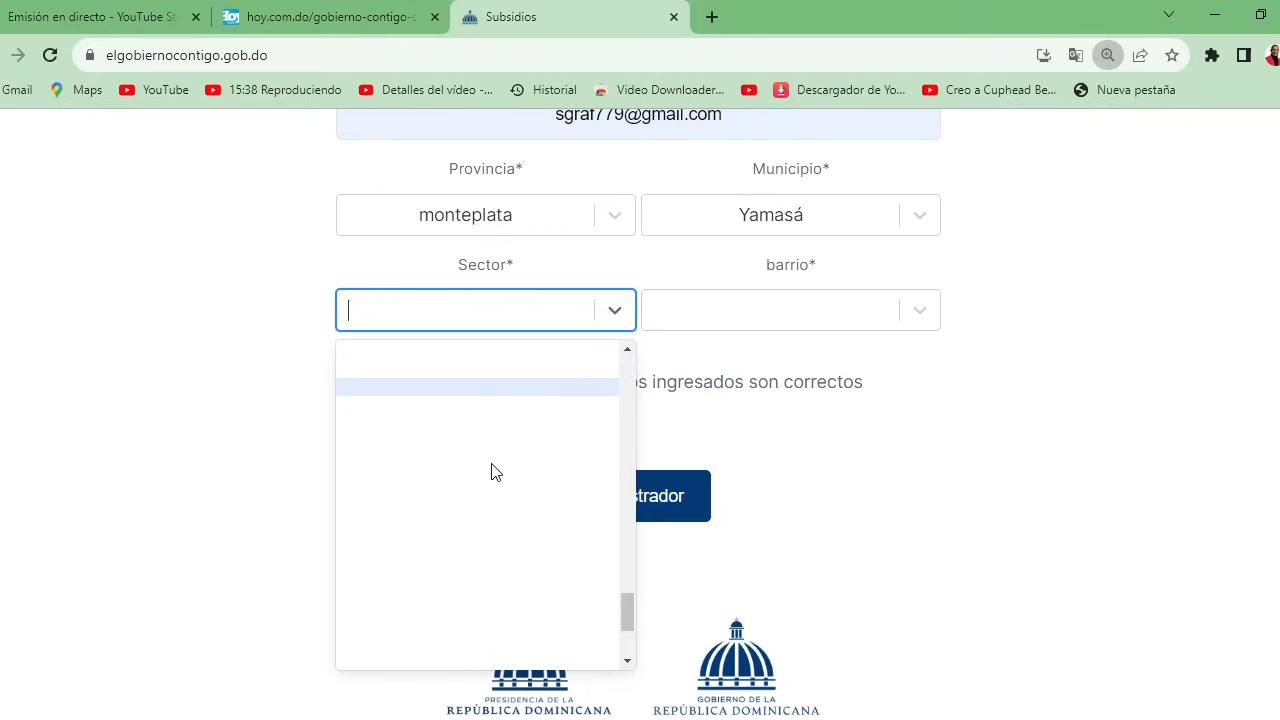 Emisión en directo - YouTube St
hoy.com.do/gobierno-contigo-s
Subsidios
elgobiernocontigo.gob.do
Gmail
Maps
YouTube
15:38 Reproduciendo
Detalles del vídeo -...
Historial
Video Downloader...
Descargador de Yo...
Creo a Cuphead Be...
Nueva pestaña
sgraf779@gmail.com
Provincia*
Municipio*
monteplata
Yamasá
Sector*
barrio*
os ingresados son correctos
strador
PRESIDENCIA DE LA
REPÚBLICA DOMINICANA
GOBIERNO DE LA
REPÚBLICA DOMINICANA